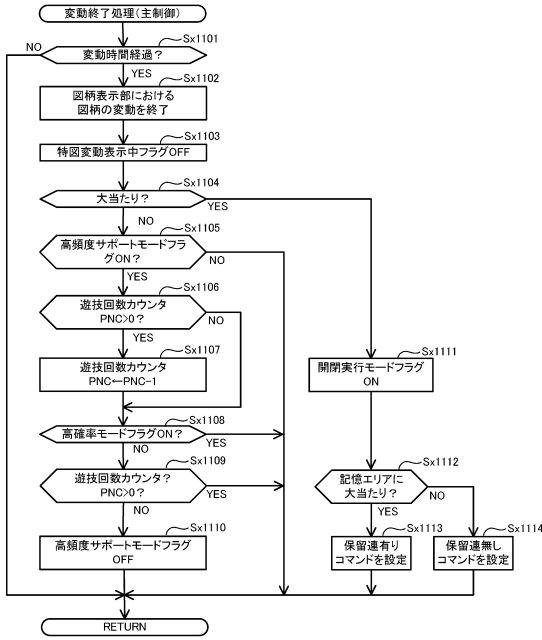 変動終了処理(主制御)
Sx1101
NO
変動時間経過?
YES
Sx1102
図柄表示部における
図柄の変動を終了
Sx1103
特図変動表示中フラグOFF
Sx1104
大当たり?
YES
NO
Sx1105
高頻度サポートモードフラ
グON?
NO
YES
Sx1106
遊技回数カウンタ
PNC>0?
NO
YES
Sx1107
遊技回数カウンタ
PNC←PNC-1
Sx1108
高確率モードフラグON?
YES
NO
Sx1109
遊技回数カウンタ?
PNC>0?
YES
NO
Sx1110
高頻度サポートモードフラグ
OFF
Sx1111
開閉実行モードフラグ
ON
Sx1112
記憶エリアに
大当たり?
NO
YES
Sx1113
保留連有り
コマンドを設定
Sx1114
保留連無し
コマンドを設定
RETURN